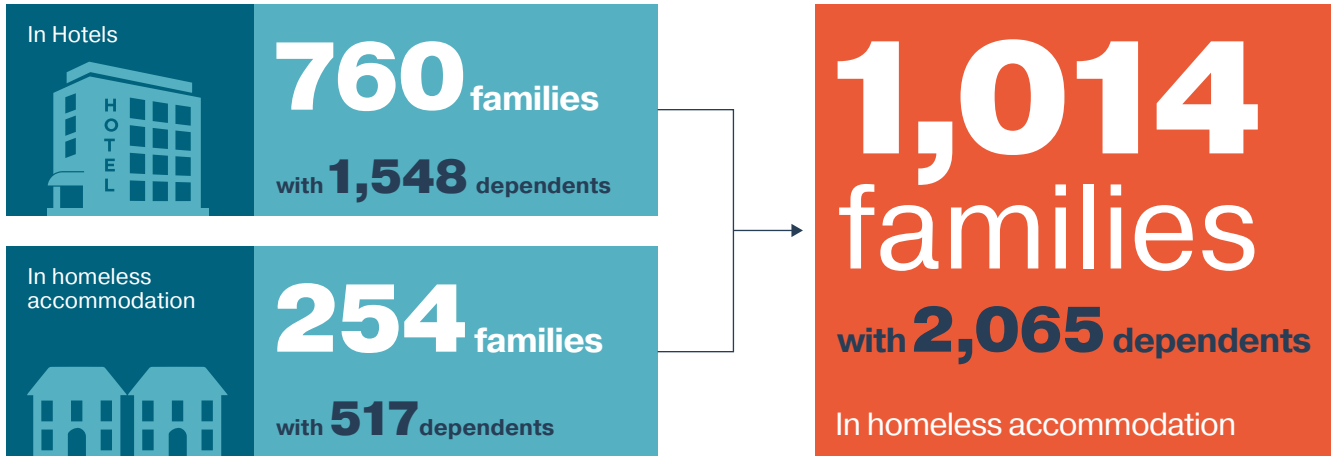 In Hotels
HOTEL
760 families
with 1,548 dependents
In homeless
accommodation
254 families
with 517 dependents
1,014
families
with 2,065 dependents
In homeless accommodation